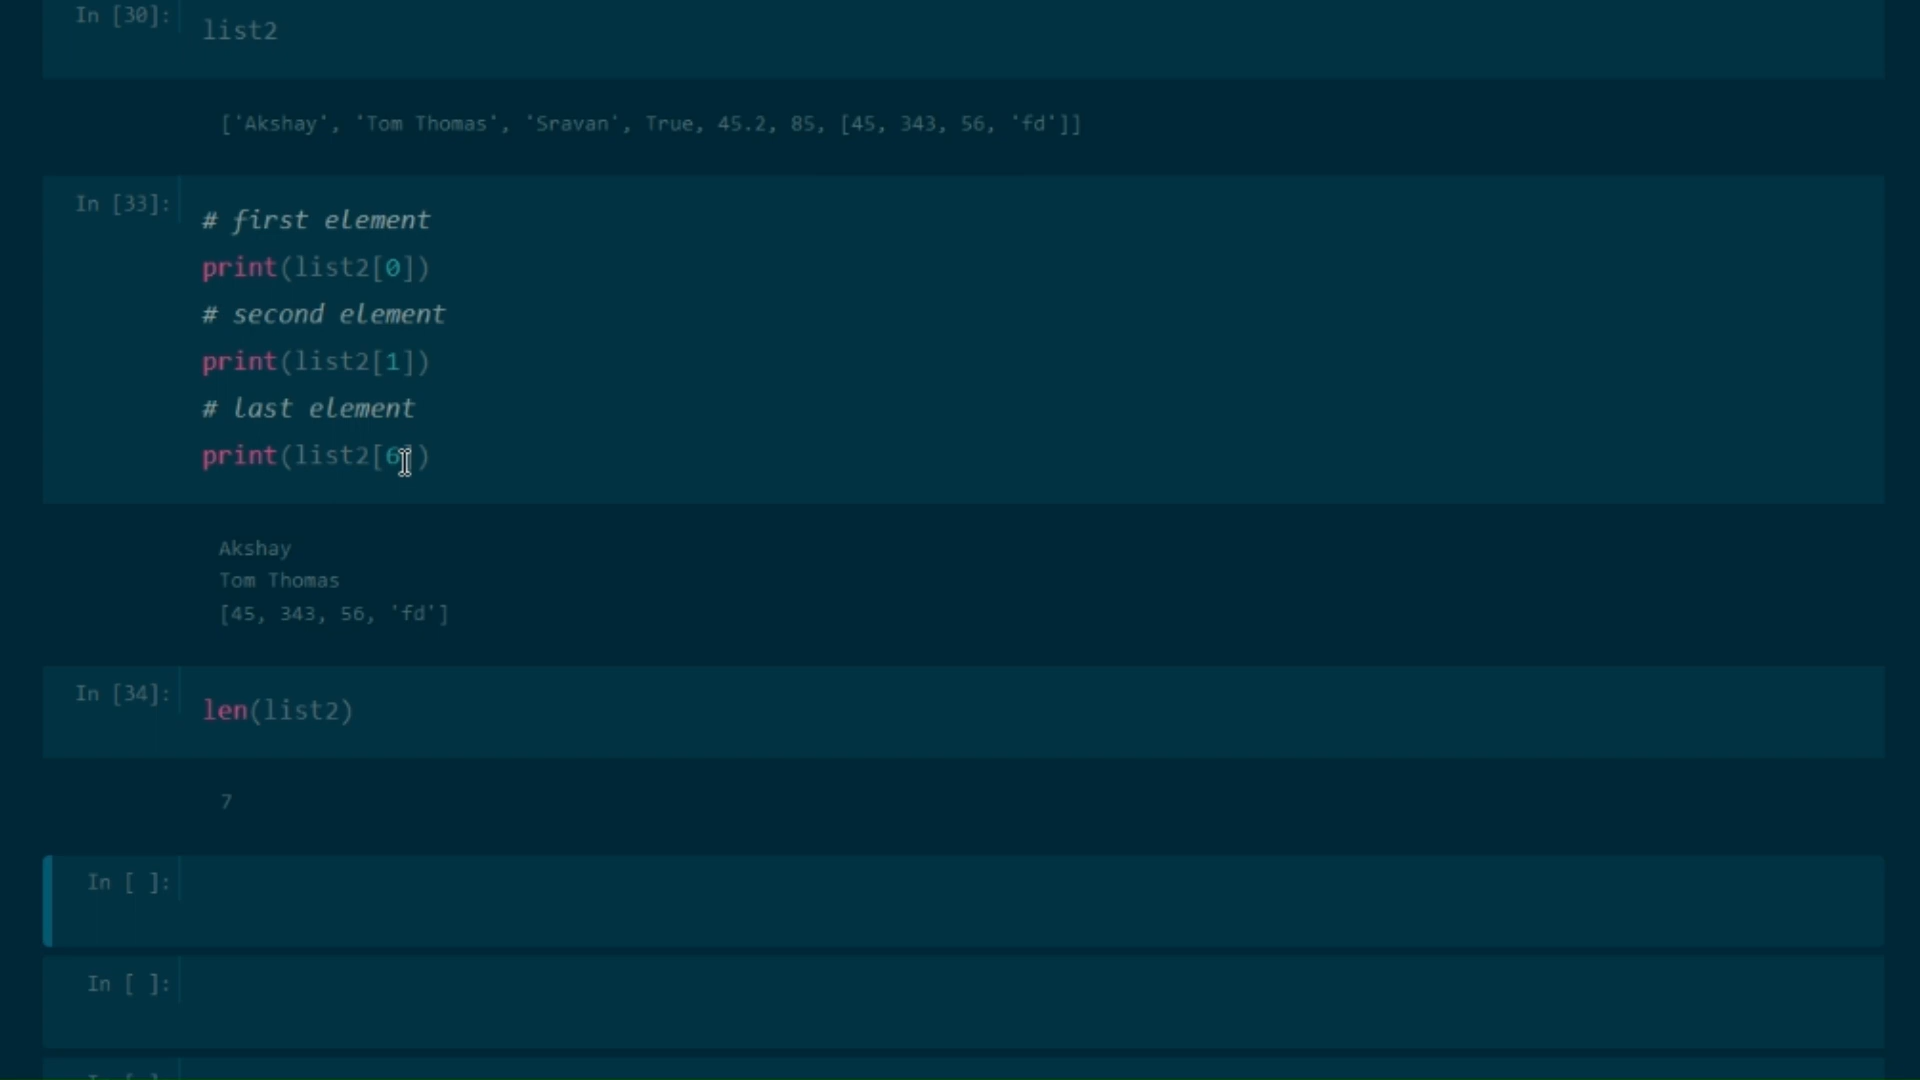 In [30]:
list2
['Akshay', 'Tom Thomas', 'Sravan', True, 45.2, 85, [45, 343, 56, 'fd']]
In [33]:
# first element
print(list2[0])
# second element
print(list2[1])
# last element
print(list2[6])
Akshay
Tom Thomas
[45, 343, 56, 'fd']
In [34]:
len(list2)
7
In [ ]:
In [ ]:
In [ ]: